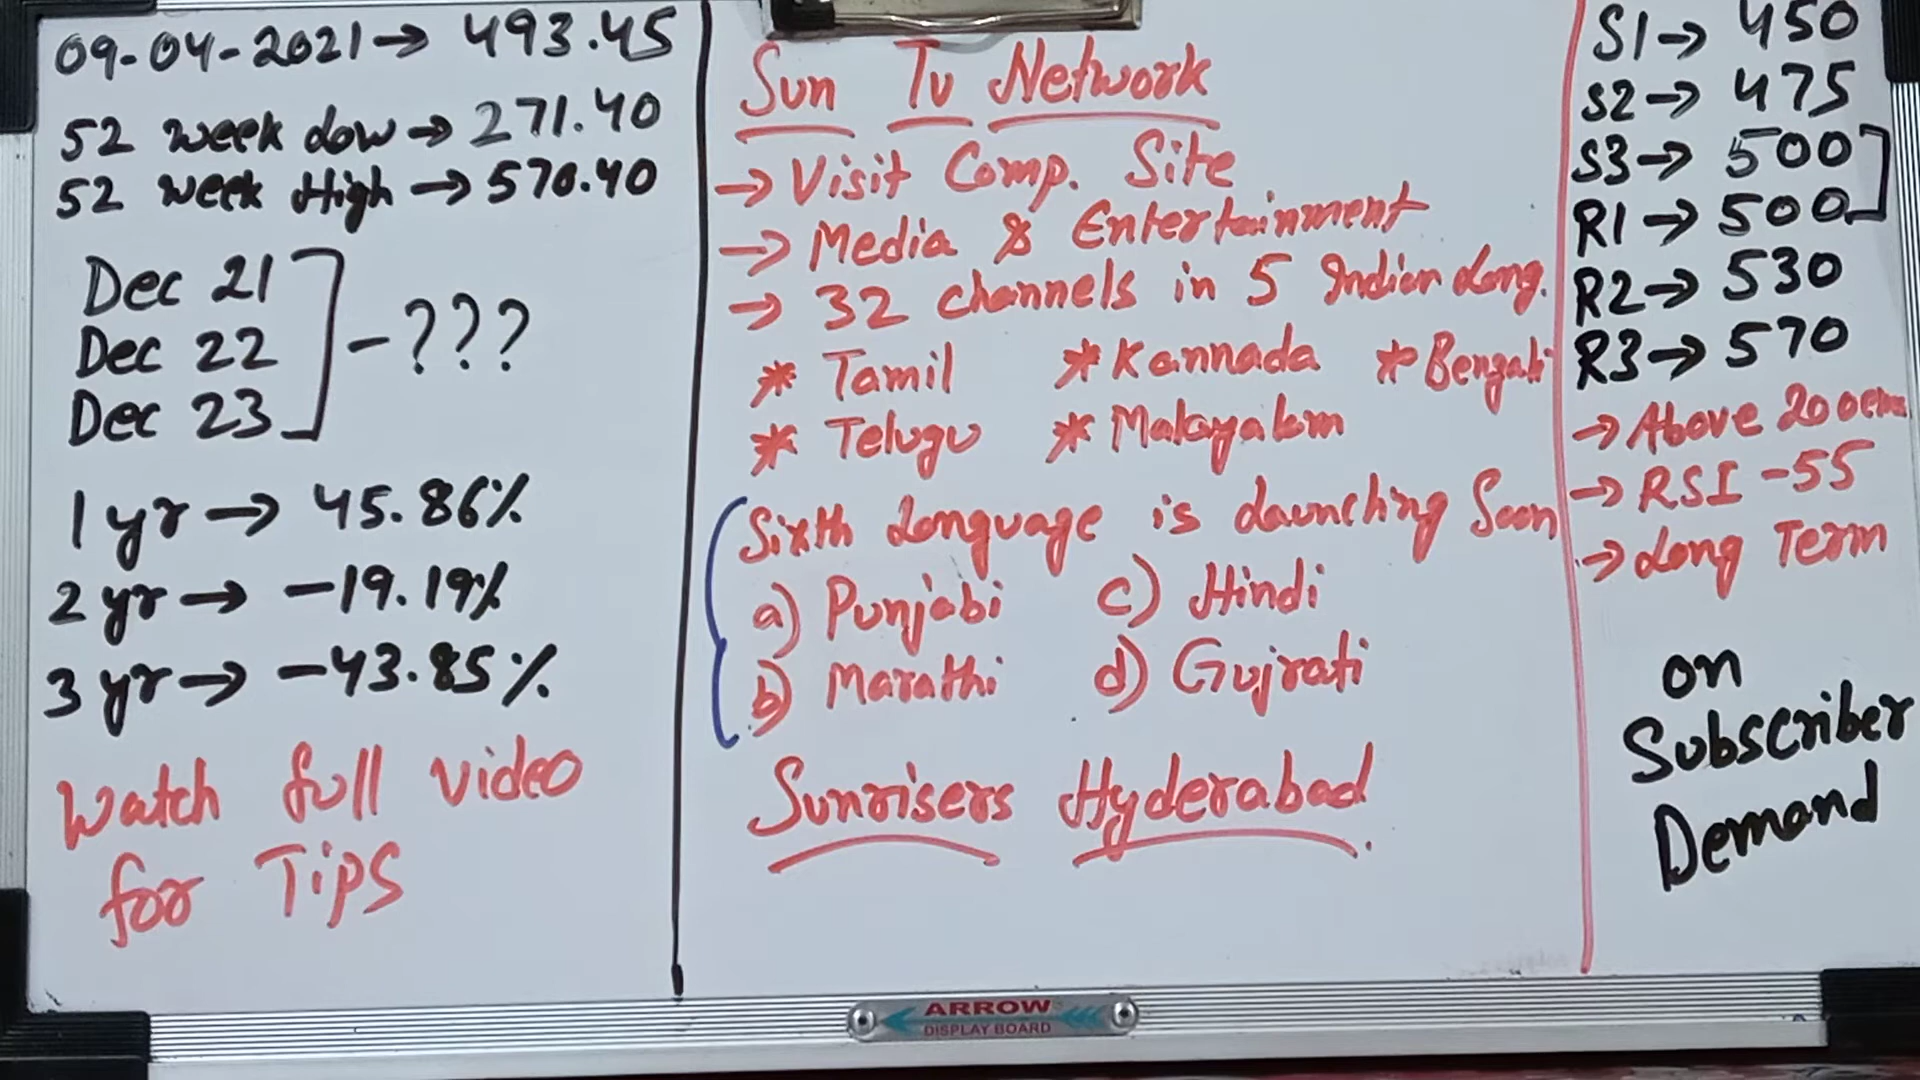 09-04-2021→ 493.45
52 week Low → 271.40
52 week High → 570.40
Dec 21
Dec 22
Dec 23
- ???
1 yr → 45.86%
2 yr → -19.19%
3 yr → -43.85%
Watch full video
for Tips
Sun Tv Network
→ Visit Comp. Site
→ Media & Entertainment
→ 32 channels in 5 Indian Lang.
* Tamil * Kannada * Bengali
* Telugu * Malayalam
Sixth Language is Launching Soon
a) Punjabi c) Hindi
b) Marathi d) Gujrati
Sunrisers Hyderabad
S1→ 450
S2→ 475
S3→ 500
R1→ 500
R2→ 530
R3→ 570
→ Above 200ema
→ RSI -55
→ Long Term
on
Subscriber
Demand
ARROW
DISPLAY BOARD